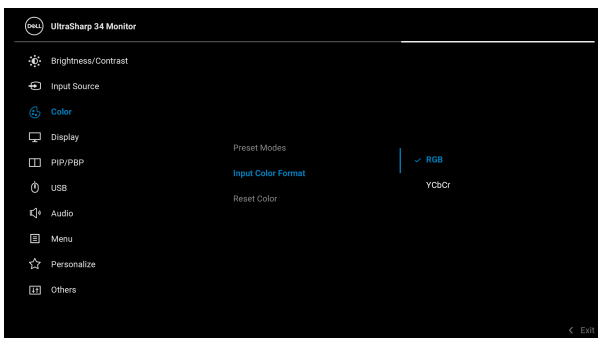 DELL UltraSharp 34 Monitor
Brightness/Contrast
Input Source
Color
Display
PIP/PBP
USB
Audio
Menu
Personalize
Others
Preset Modes
Input Color Format
Reset Color
RGB
YCbCr
Exit